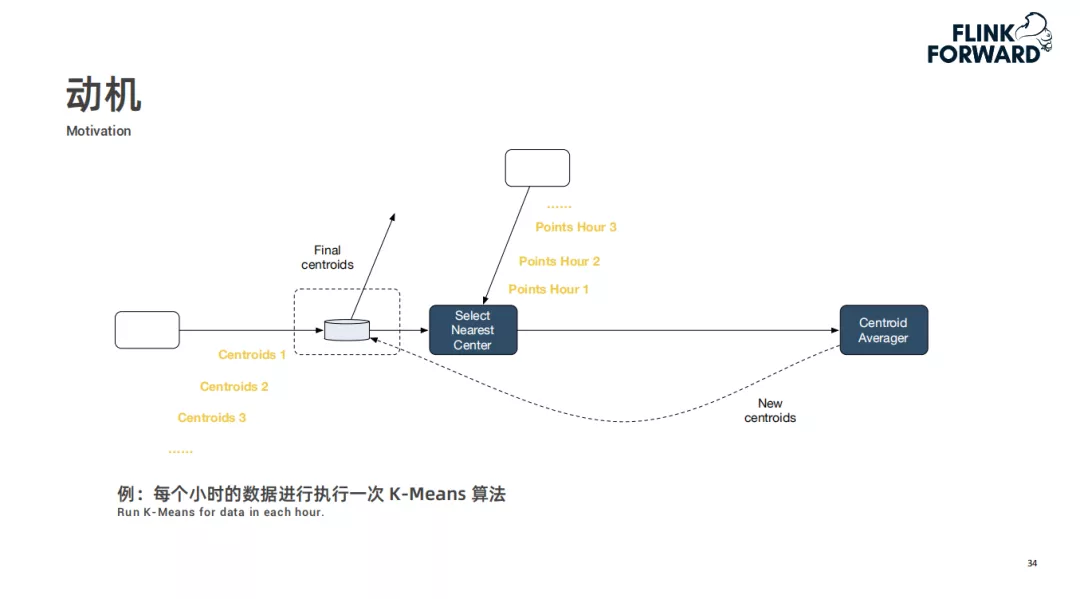 FLINK
FORWARD
动机
Motivation
......
Points Hour 3
Points Hour 2
Points Hour 1
Final
centroids
Select
Nearest
Center
Centroid
Averager
Centroids 1
Centroids 2
Centroids 3
......
New
centroids
例：每个小时的数据进行执行一次 K-Means 算法
Run K-Means for data in each hour.
34